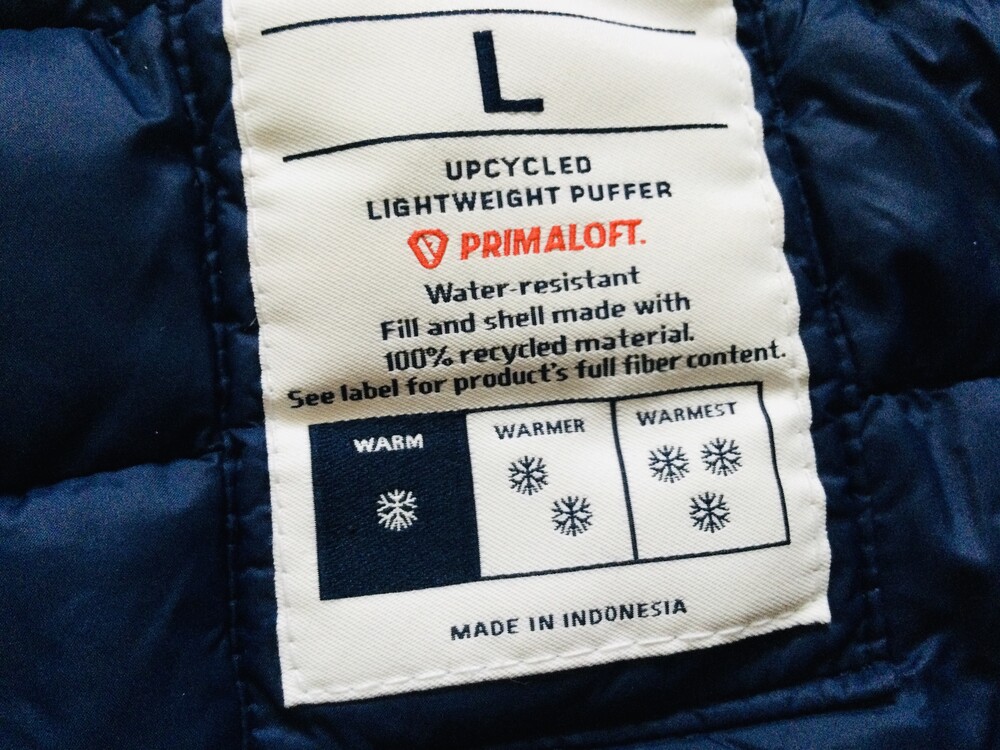 L
UPCYCLED
LIGHTWEIGHT PUFFER
PRIMALOFT.
Water-resistant
Fill and shell made with
100% recycled material.
See label for product's full fiber content.
WARM WARMER WARMEST
MADE IN INDONESIA